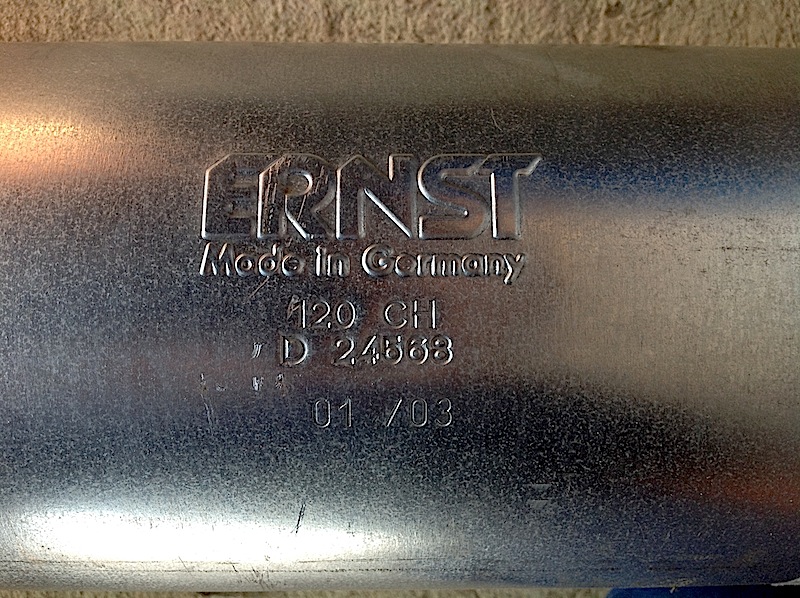 ERNST
Made in Germany
120 CH
D 24568
01 /03